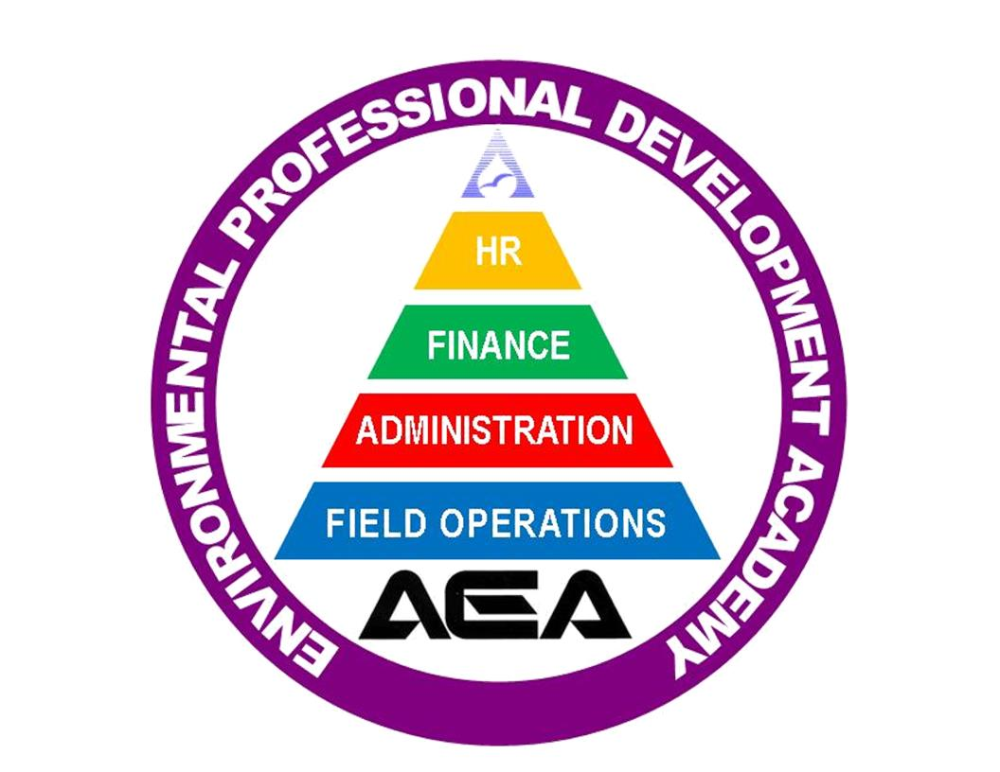 ENVIRONMENTAL PROFESSIONAL DEVELOPMENT ACADEMY
HR
FINANCE
ADMINISTRATION
FIELD OPERATIONS
AEA